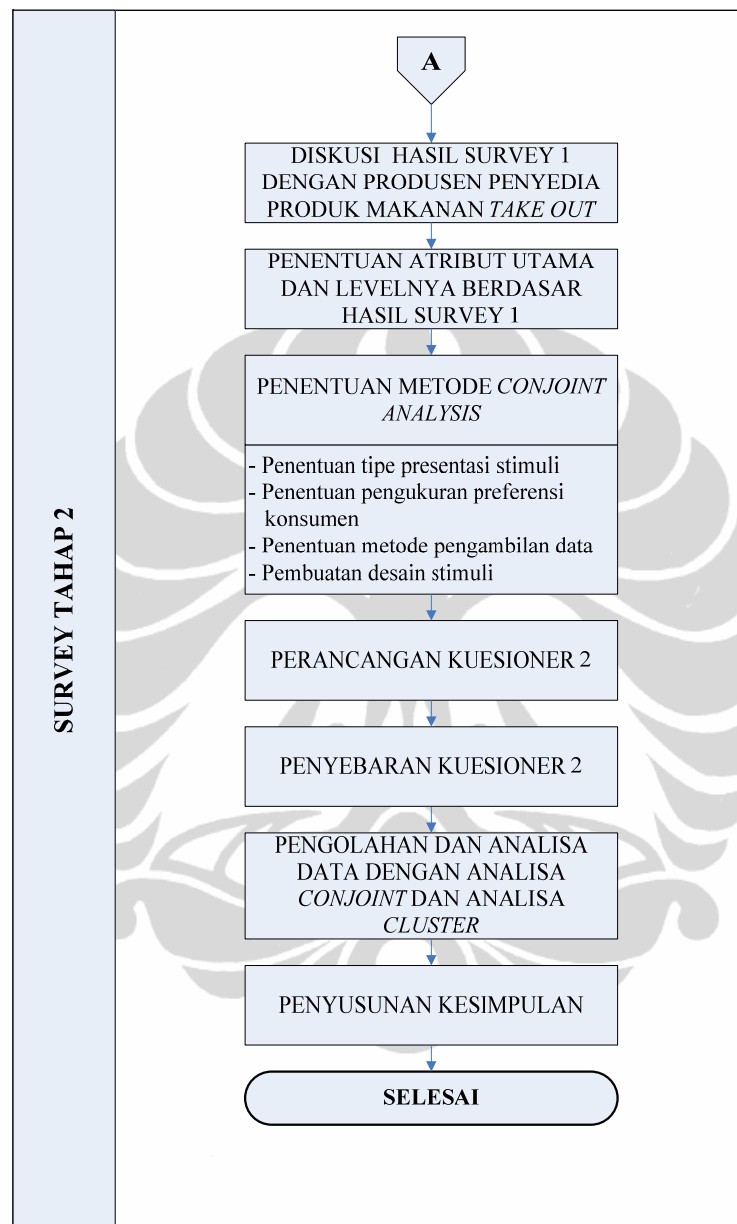 A
DISKUSI HASIL SURVEY 1
DENGAN PRODUSEN PENYEDIA
PRODUK MAKANAN TAKE OUT
PENENTUAN ATRIBUT UTAMA
DAN LEVELNYA BERDASAR
HASIL SURVEY 1
PENENTUAN METODE CONJOINT
ANALYSIS
- Penentuan tipe presentasi stimuli
- Penentuan pengukuran preferensi
konsumen
- Penentuan metode pengambilan data
- Pembuatan desain stimuli
SURVEY TAHAP 2
PERANCANGAN KUESIONER 2
PENYEBARAN KUESIONER 2
PENGOLAHAN DAN ANALISA
DATA DENGAN ANALISA
CONJOINT DAN ANALISA
CLUSTER
PENYUSUNAN KESIMPULAN
SELESAI